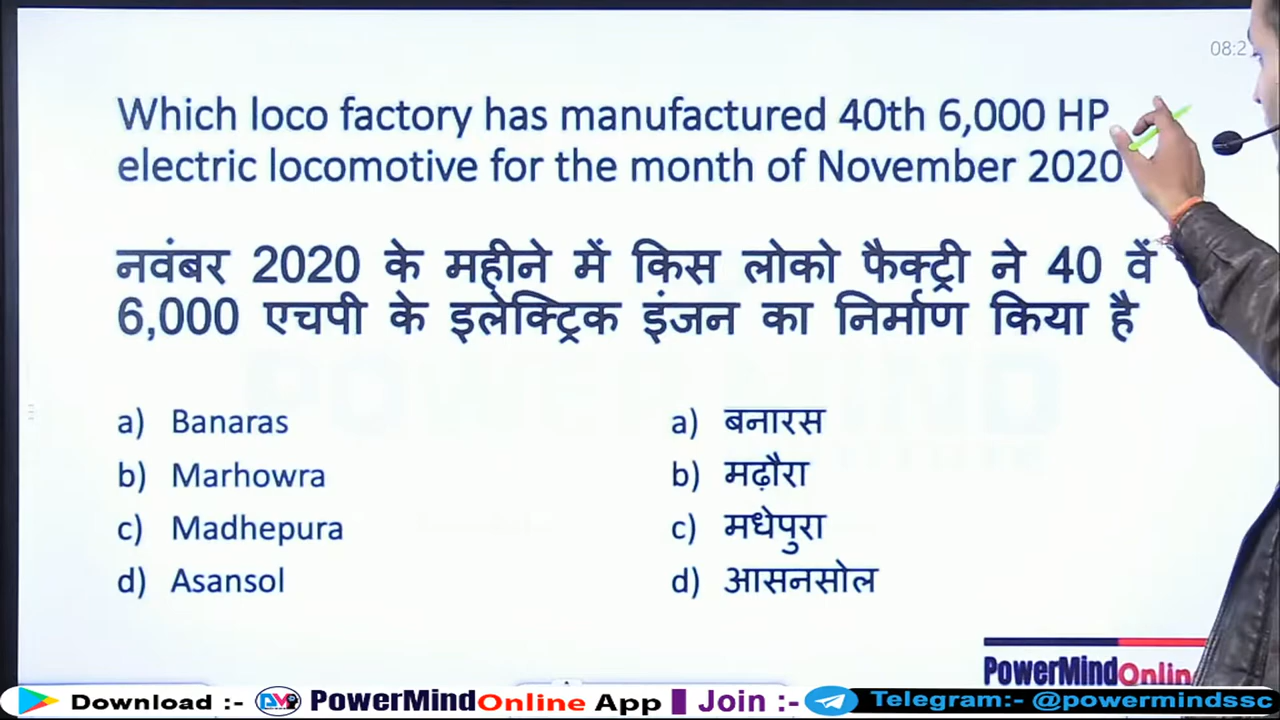 08:2
Which loco factory has manufactured 40th 6,000 HP
electric locomotive for the month of November 2020
नवंबर 2020 के महीने में किस लोको फैक्ट्री ने 40 वें
6,000 एचपी के इलेक्ट्रिक इंजन का निर्माण किया है
POWER MIND
a) Banaras
a) बनारस
b) Marhowra
b) मढ़ौरा
c) Madhepura
c) मधेपुरा
d) Asansol
d) आसनसोल
PowerMindOnlin
Download :- PowerMindOnline App Join :- Telegram:- @powermindssc